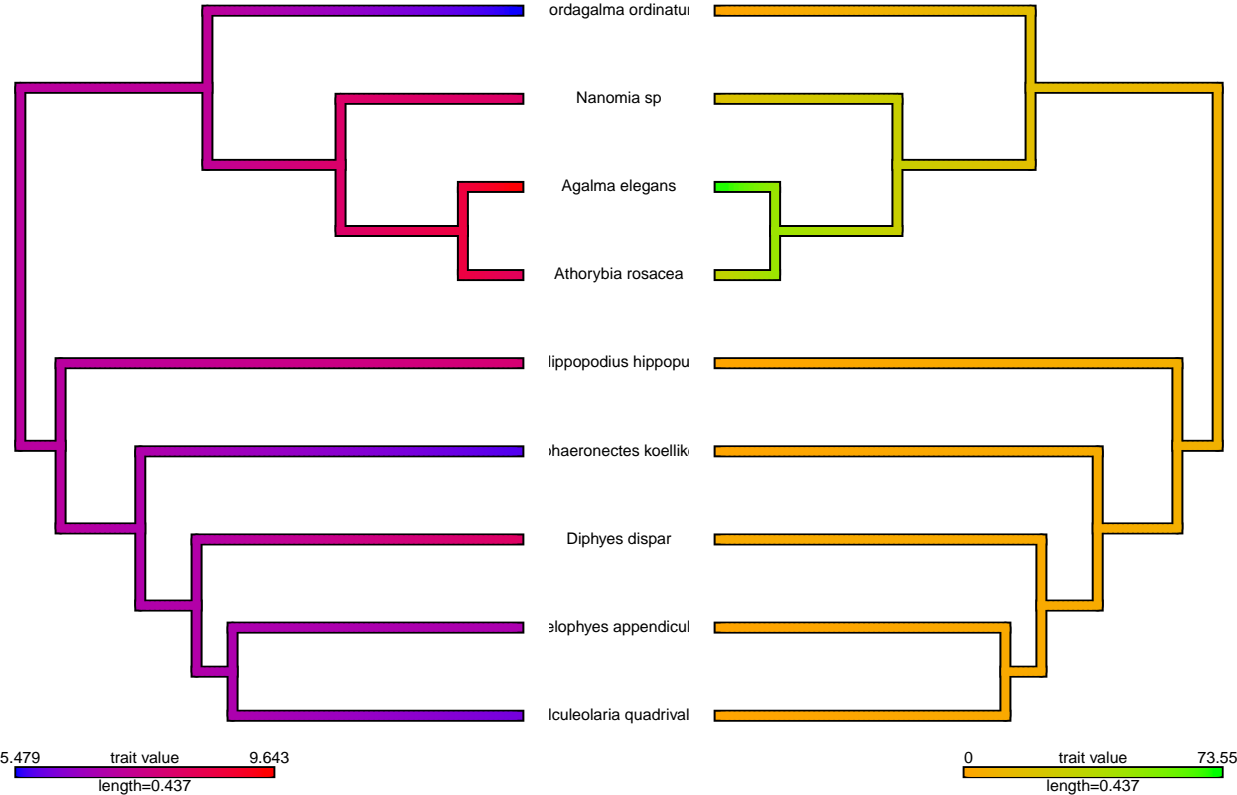 ordagalma ordinatu
Nanomia sp
Agalma elegans
Athorybia rosacea
lippopodius hippopu
haeronectes koellik
Diphyes dispar
elophyes appendicul
lculeolaria quadrival
5.479 trait value 9.643
length=0.437
0 trait value 73.55
length=0.437